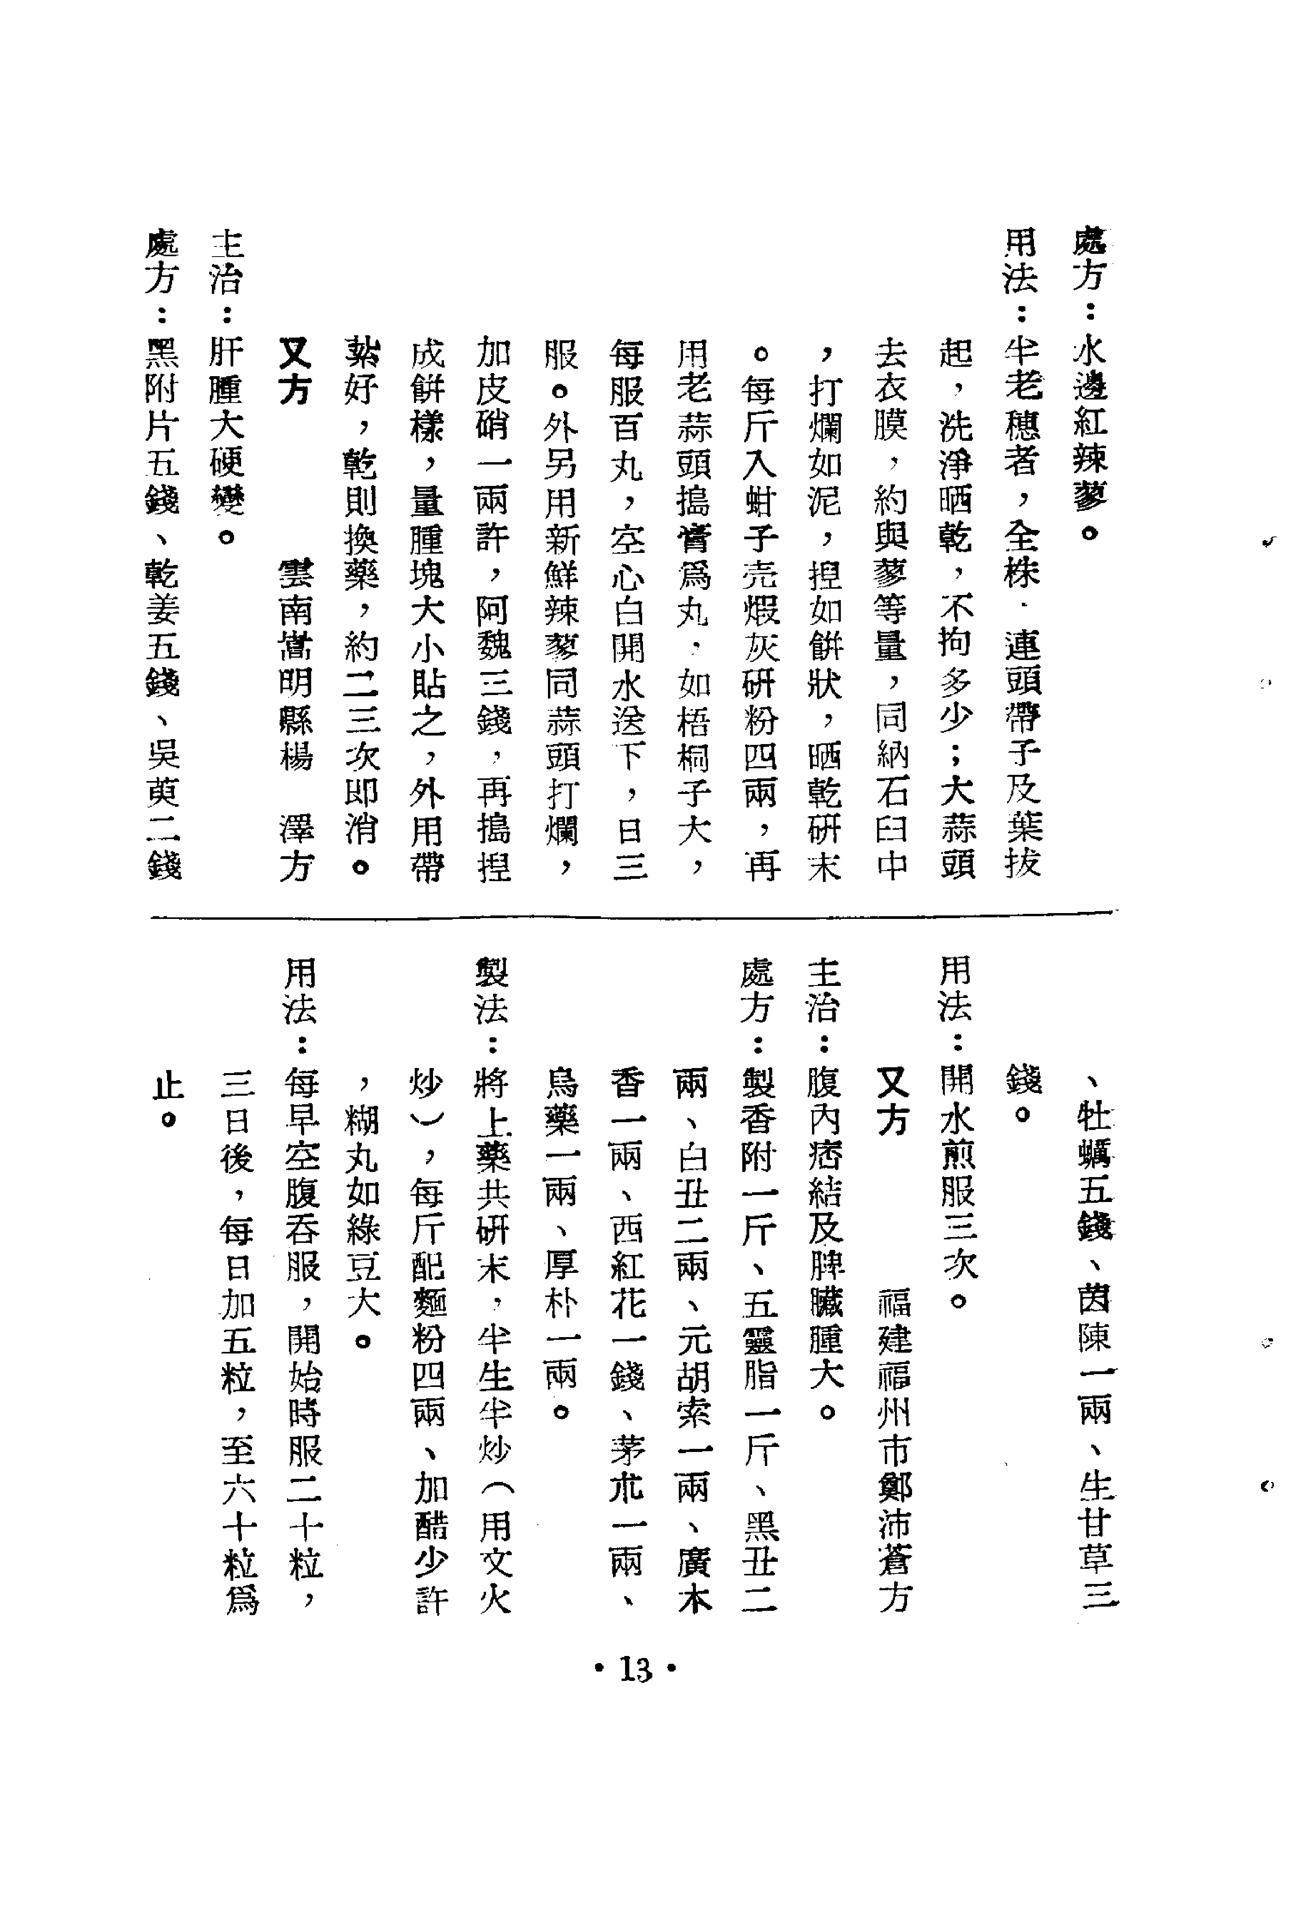 處方：水邊紅辣蓼。
用法：半老穗者，全株．連頭帶子及葉拔
起，洗淨晒乾，不拘多少；大蒜頭
去衣膜，約與蓼等量，同納石臼中
，打爛如泥，揑如餅狀，晒乾研末
。每斤入蚶子壳煆灰研粉四兩，再
用老蒜頭搗膏爲丸，如梧桐子大，
每服百丸，空心白開水送下，日三
服。外另用新鮮辣蓼同蒜頭打爛，
加皮硝一兩許，阿魏三錢，再搗揑
成餅樣，量腫塊大小貼之，外用帶
紮好，乾則換藥，約二三次即消。
又方　　　雲南嵩明縣楊　澤方
主治：肝腫大硬變。
處方：黑附片五錢、乾姜五錢、吳萸二錢
、牡蠣五錢、茵陳一兩、生甘草三
錢。
用法：開水煎服三次。
又方　　　福建福州市鄭沛蒼方
主治：腹內痞結及脾臟腫大。
處方：製香附一斤、五靈脂一斤、黑丑二
兩、白丑二兩、元胡索一兩、廣木
香一兩、西紅花一錢、茅朮一兩、
烏藥一兩、厚朴一兩。
製法：將上藥共研末，半生半炒（用文火
炒），每斤配麵粉四兩、加醋少許
，糊丸如綠豆大。
用法：每早空腹吞服，開始時服二十粒，
三日後，每日加五粒，至六十粒爲
止。
•13•